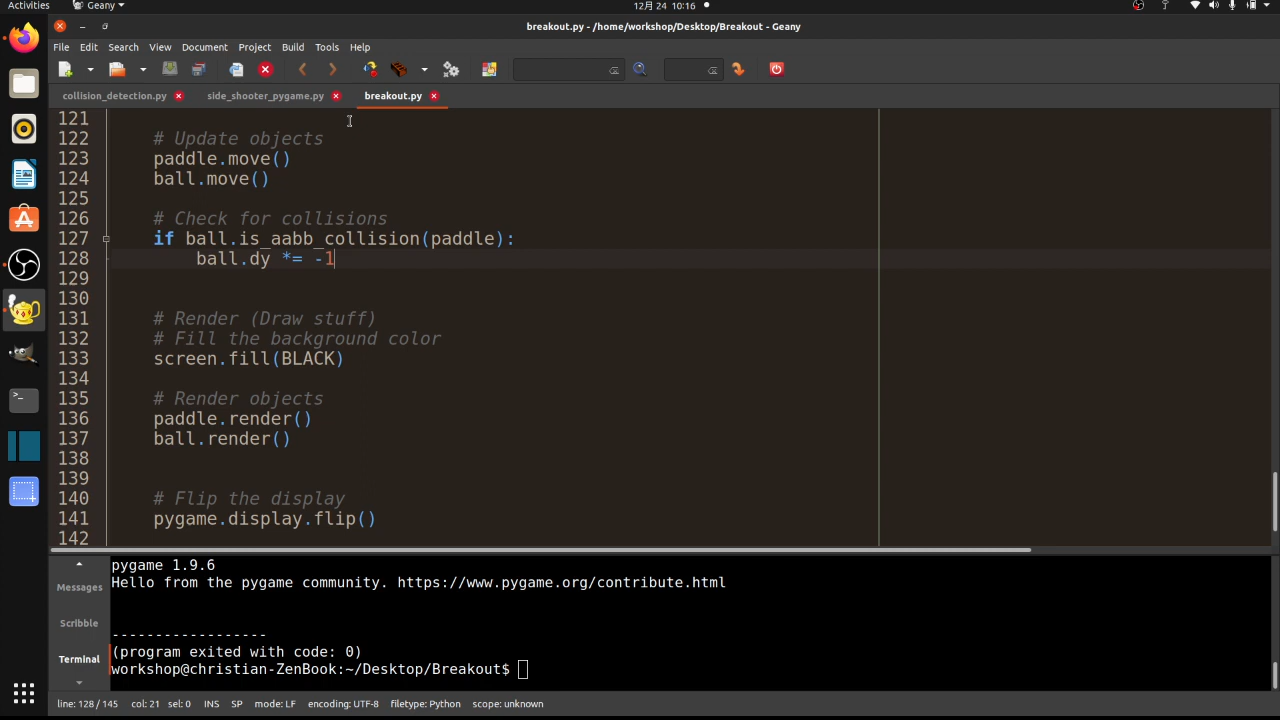 Activities
Geany
12月 24 10:16
breakout.py - /home/workshop/Desktop/Breakout - Geany
File Edit Search View Document Project Build Tools Help
collision_detection.py side_shooter_pygame.py breakout.py
121
122 # Update objects
123 paddle.move()
124 ball.move()
125
126 # Check for collisions
127 if ball.is_aabb_collision(paddle):
128 ball.dy *= -1
129
130
131 # Render (Draw stuff)
132 # Fill the background color
133 screen.fill(BLACK)
134
135 # Render objects
136 paddle.render()
137 ball.render()
138
139
140 # Flip the display
141 pygame.display.flip()
142
Messages
Scribble
Terminal
pygame 1.9.6
Hello from the pygame community. https://www.pygame.org/contribute.html
------------------
(program exited with code: 0)
workshop@christian-ZenBook:~/Desktop/Breakout$
line: 128 / 145 col: 21 sel: 0 INS SP mode: LF encoding: UTF-8 filetype: Python scope: unknown